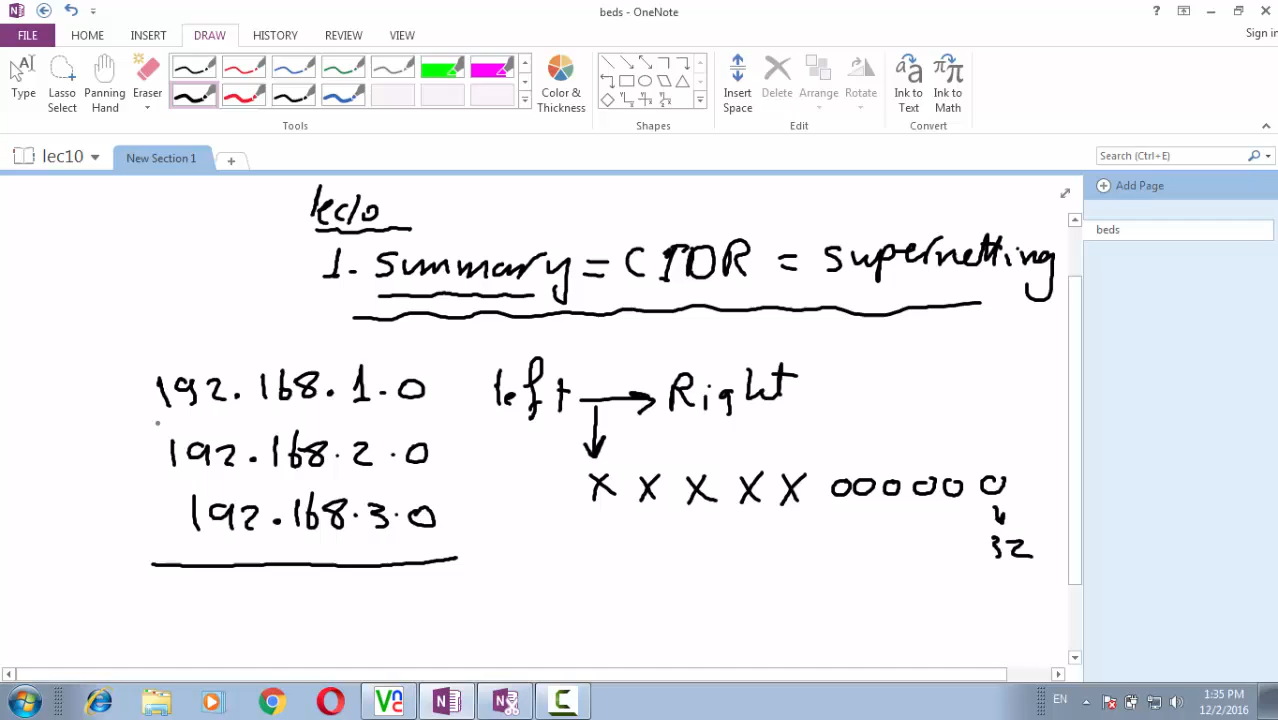 beds - OneNote
Sign in
FILE HOME INSERT DRAW HISTORY REVIEW VIEW
Type Lasso Select Panning Hand Eraser Color & Thickness Insert Space Delete Arrange Rotate Ink to Text Ink to Math
Tools Shapes Edit Convert
lec10 New Section 1 Search (Ctrl+E)
Add Page
beds
lec10
1. Summary = CIDR = supernetting
192.168.1.0 left → Right
192.168.2.0
X X X X X 0 0 0 0 0 0
192.168.3.0
32
EN 1:35 PM
12/2/2016